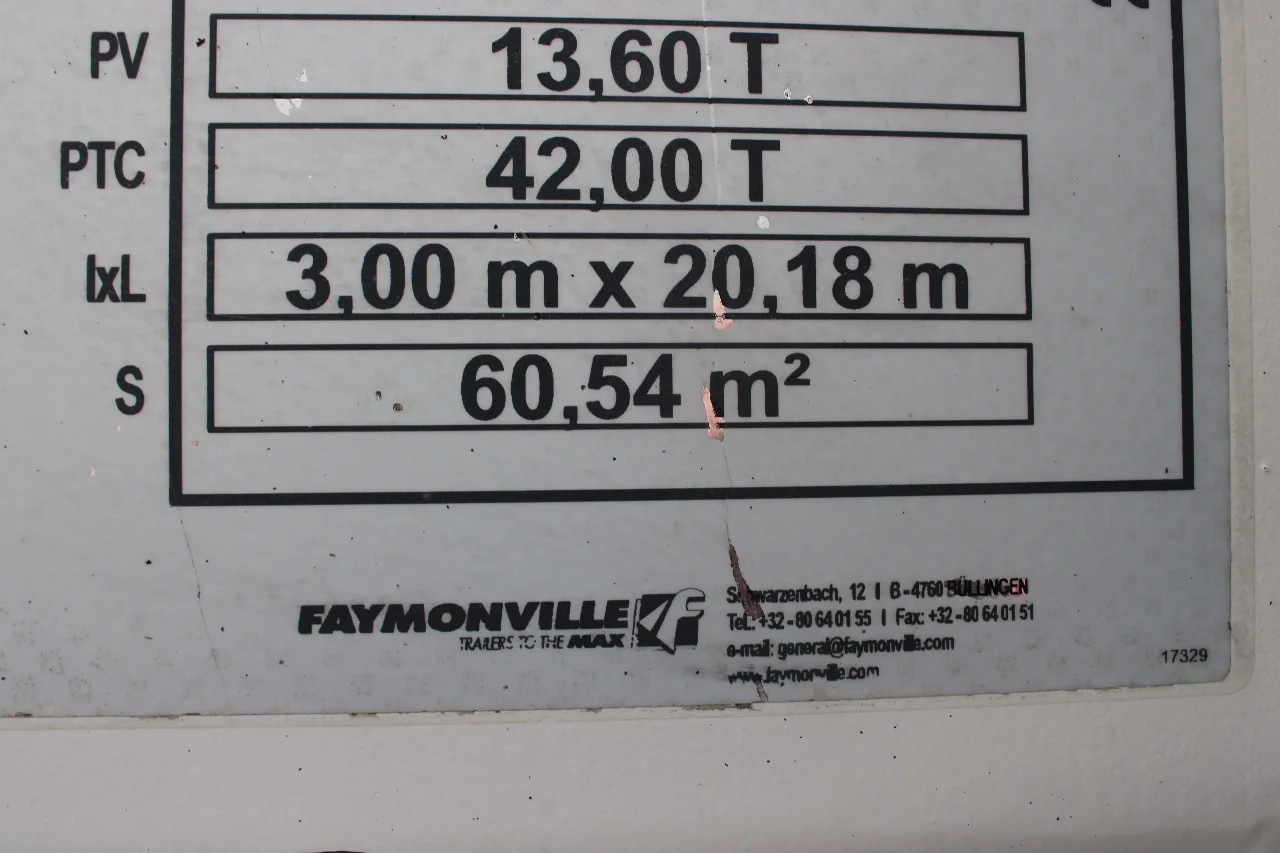 PV 13,60 T
PTC 42,00 T
lxL 3,00 m x 20,18 m
S 60,54 m²
FAYMONVILLE
TRAILERS TO THE MAX
Schwarzenbach, 12 I B-4760 BÜLLINGEN
Tel.: +32-80 64 01 55 I Fax: +32-80 64 01 51
e-mail: general@faymonville.com
www.faymonville.com
17329